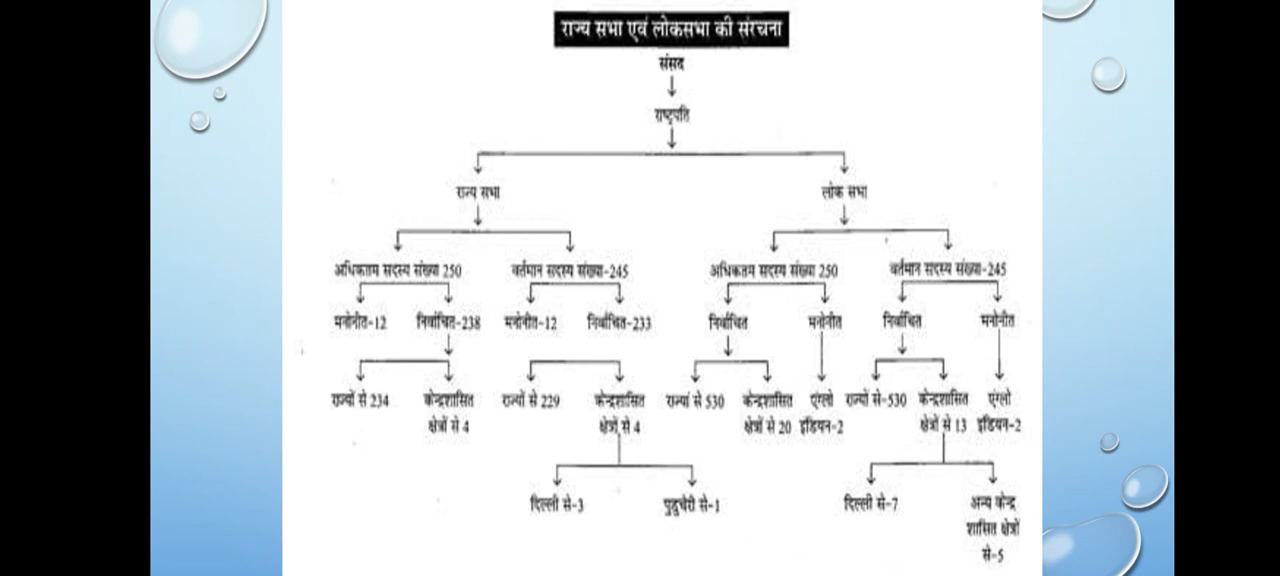 राज्य सभा एवं लोकसभा की संरचना
संसद
राष्ट्रपति
राज्य सभा
लोक सभा
अधिकतम सदस्य संख्या 250
वर्तमान सदस्य संख्या-245
अधिकतम सदस्य संख्या 250
वर्तमान सदस्य संख्या-245
मनोनीत-12
निर्वाचित-238
मनोनीत-12
निर्वाचित-233
निर्वाचित
मनोनीत
निर्वाचित
मनोनीत
राज्यों से 234
केन्द्रशासित
क्षेत्रों से 4
राज्यों से 229
केन्द्रशासित
क्षेत्रों से 4
राज्यों से 530
केन्द्रशासित
क्षेत्रों से 20
एंग्लो
इंडियन-2
राज्यों से-530
केन्द्रशासित
क्षेत्रों से 13
एंग्लो
इंडियन-2
दिल्ली से-3
पुडुचेरी से-1
दिल्ली से-7
अन्य केन्द्र
शासित क्षेत्रों
से-5